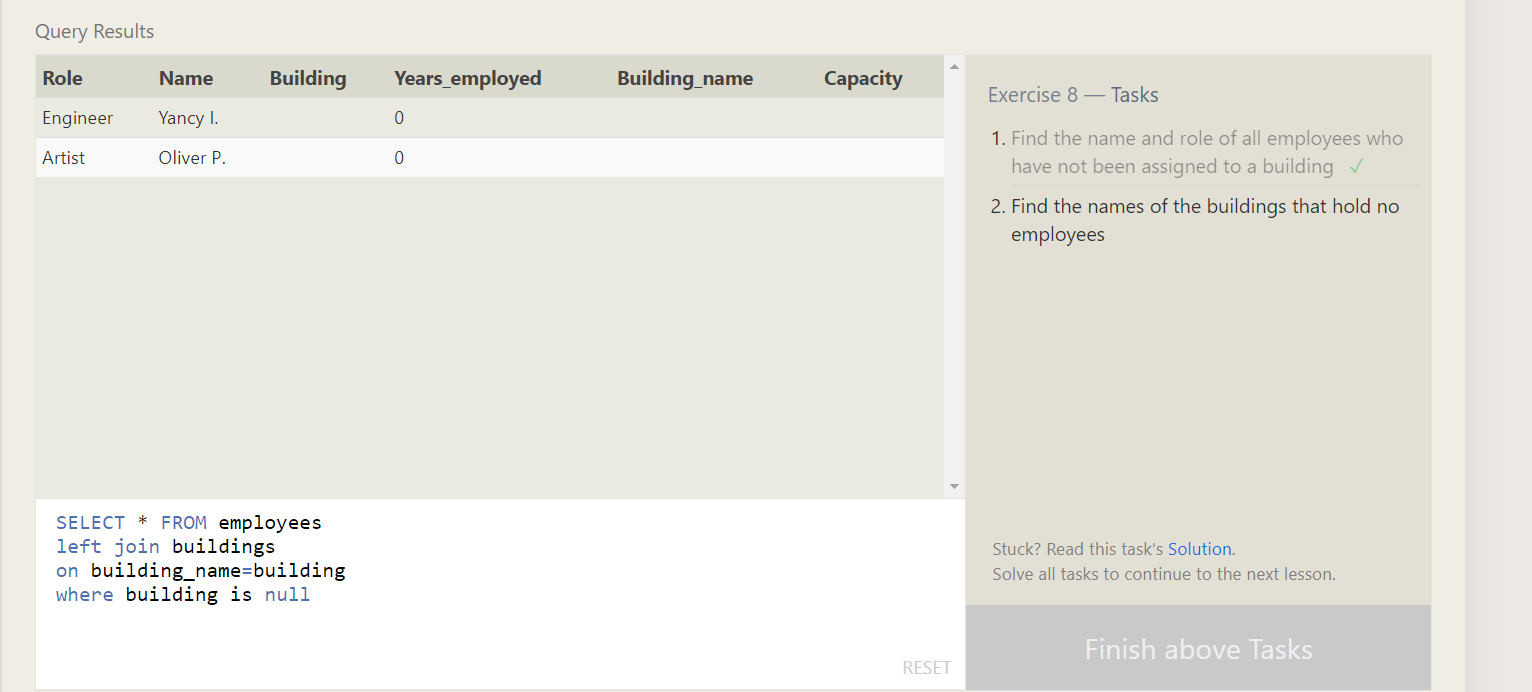 Query Results
Role Name Building Years_employed Building_name Capacity
Engineer Yancy I. 0
Artist Oliver P. 0
SELECT * FROM employees
left join buildings
on building_name=building
where building is null
RESET
Exercise 8 — Tasks
1. Find the name and role of all employees who
have not been assigned to a building ✓
2. Find the names of the buildings that hold no
employees
Stuck? Read this task's Solution.
Solve all tasks to continue to the next lesson.
Finish above Tasks